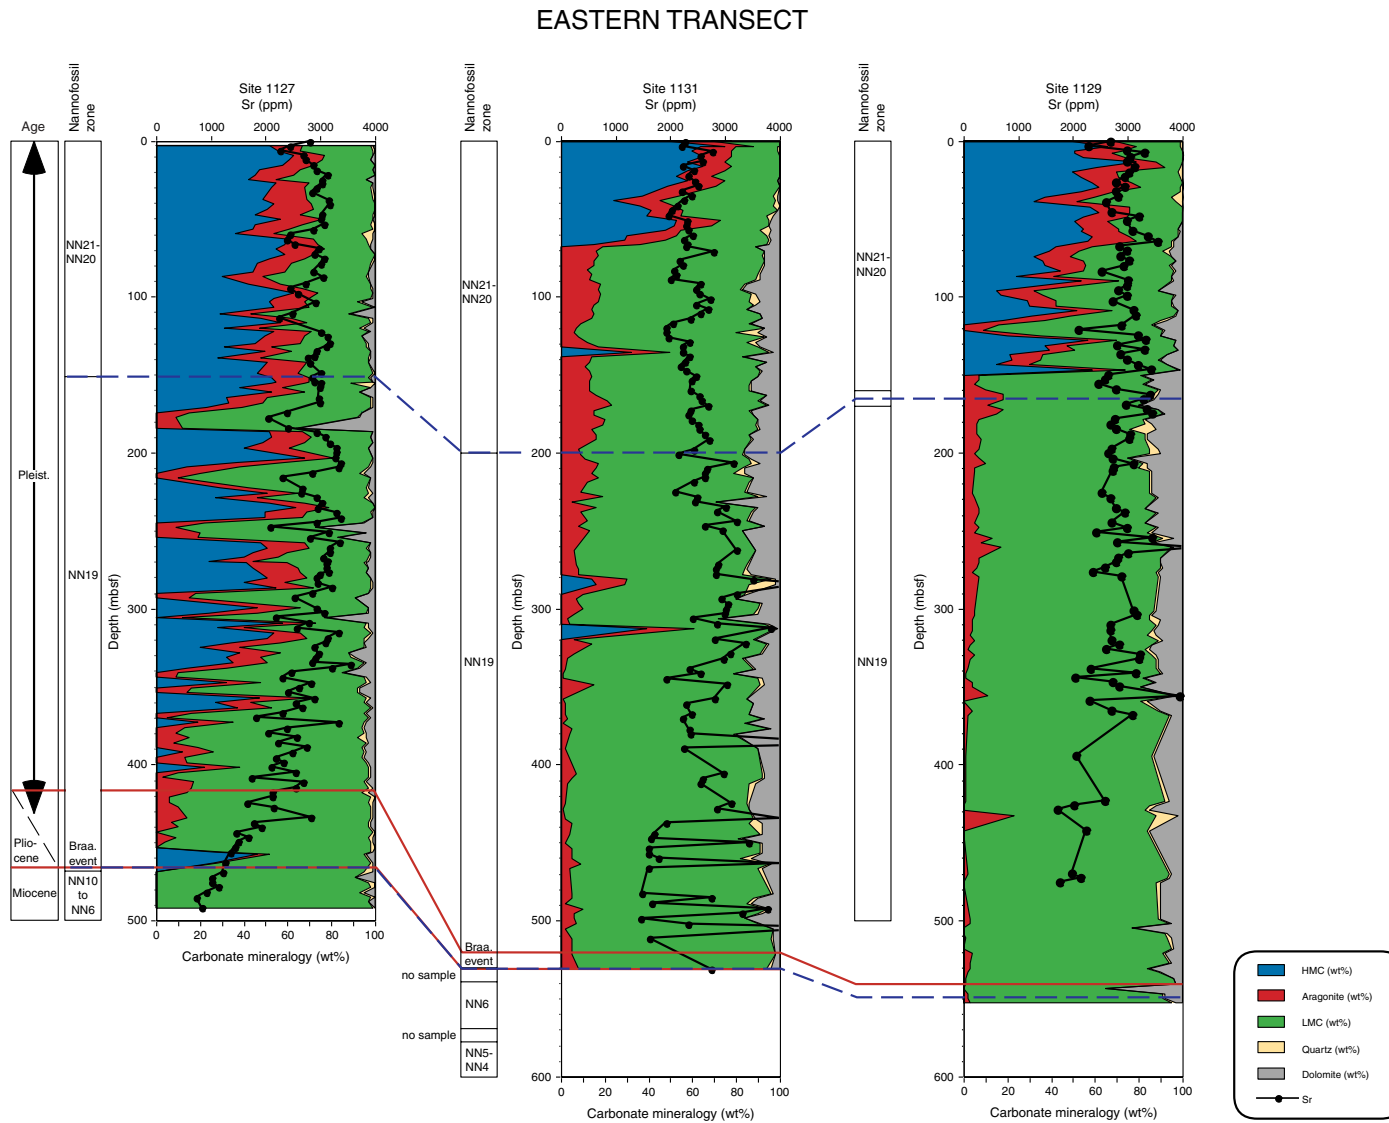 EASTERN TRANSECT
Age
Nannofossil
zone
Site 1127
Sr (ppm)
0
1000
2000
3000
4000
Nannofossil
zone
Site 1131
Sr (ppm)
0
1000
2000
3000
4000
Nannofossil
zone
Site 1129
Sr (ppm)
0
1000
2000
3000
4000
Pleist.
Plio-
cene
Miocene
NN21-
NN20
NN19
Braa.
event
NN10
to
NN6
Depth (mbsf)
0
100
200
300
400
500
0
20
40
60
80
100
Carbonate mineralogy (wt%)
NN21-
NN20
NN19
Braa.
event
no sample
NN6
no sample
NN5-
NN4
Depth (mbsf)
0
100
200
300
400
500
600
0
20
40
60
80
100
Carbonate mineralogy (wt%)
NN21-
NN20
NN19
Depth (mbsf)
0
100
200
300
400
500
600
0
20
40
60
80
100
Carbonate mineralogy (wt%)
HMC (wt%)
Aragonite (wt%)
LMC (wt%)
Quartz (wt%)
Dolomite (wt%)
Sr